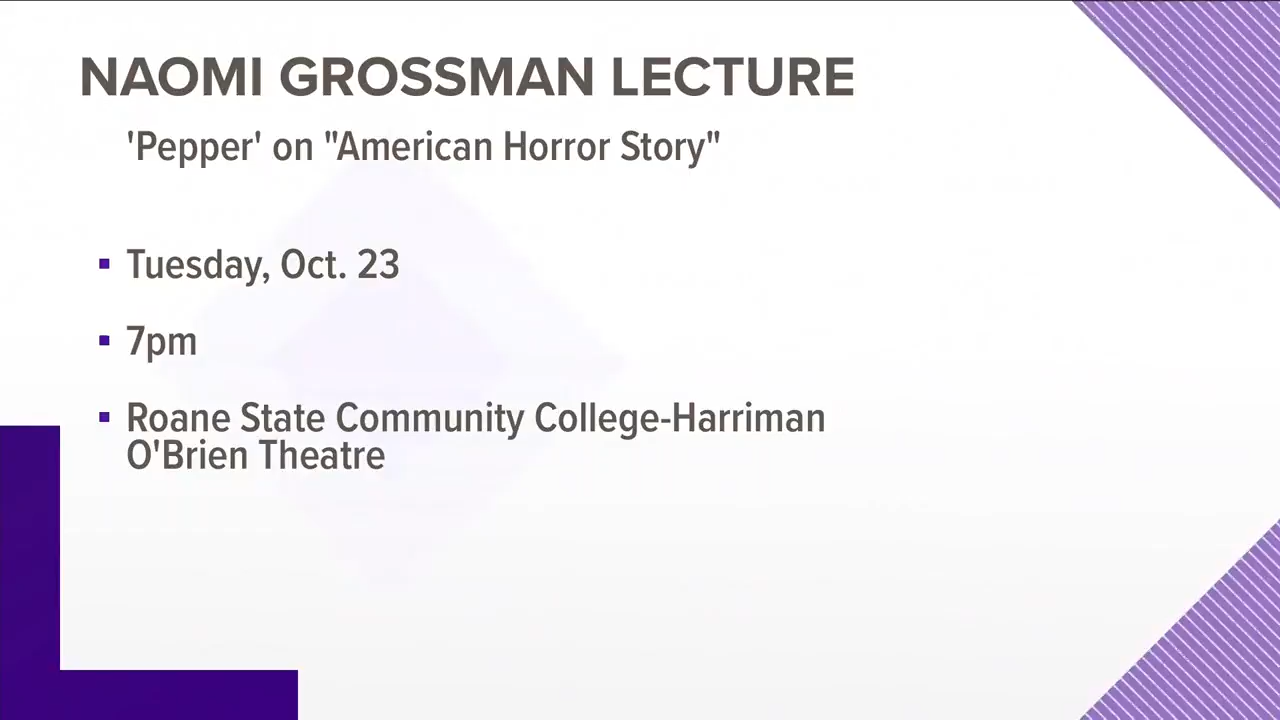 NAOMI GROSSMAN LECTURE
'Pepper' on "American Horror Story"
Tuesday, Oct. 23
7pm
Roane State Community College-Harriman
O'Brien Theatre